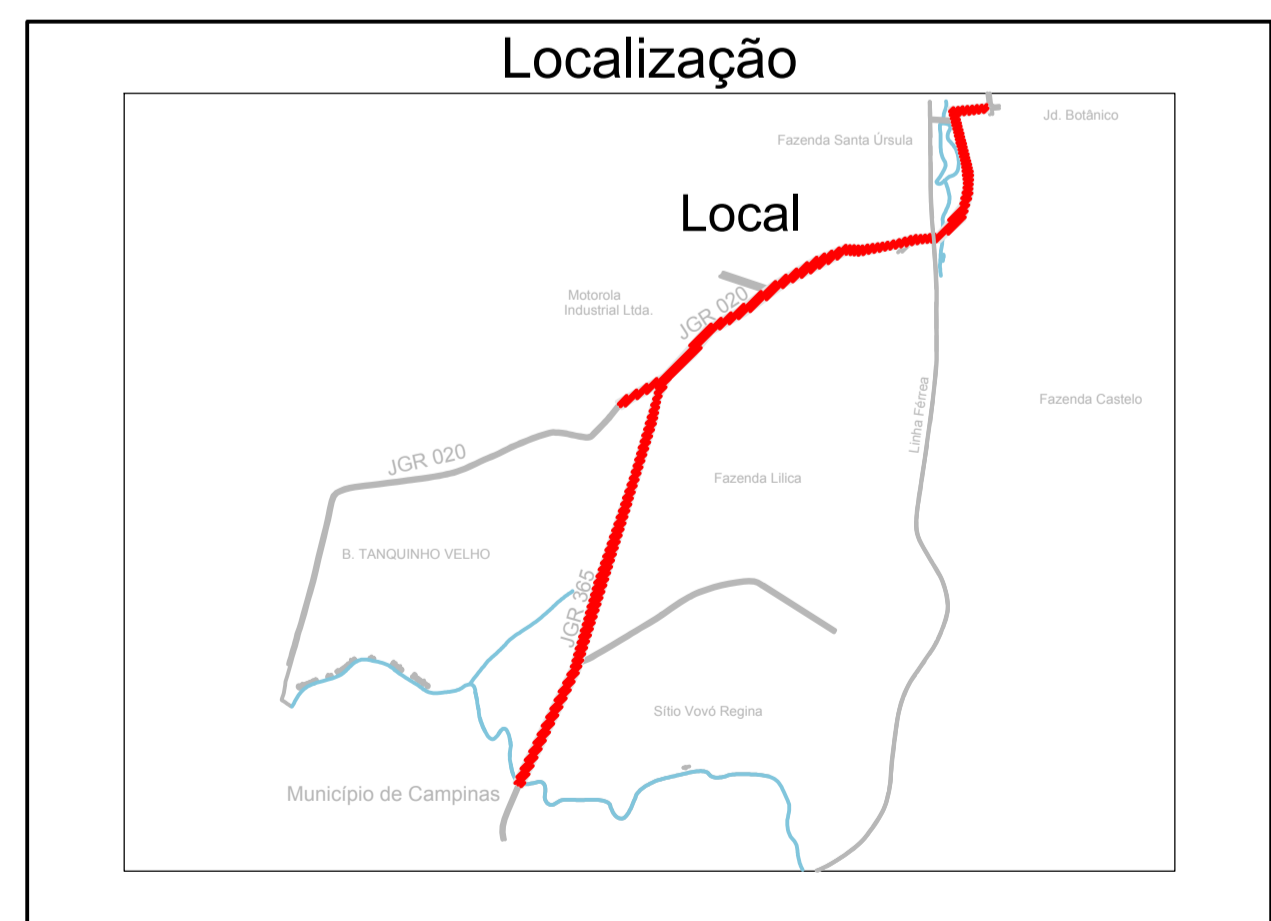 Localização
Jd. Botânico
Fazenda Santa Úrsula
Local
Motorola
Industrial Ltda.
JGR 020
Linha Férrea
Fazenda Castelo
JGR 020
Fazenda Lilica
B. TANQUINHO VELHO
JGR 365
Sítio Vovó Regina
Município de Campinas